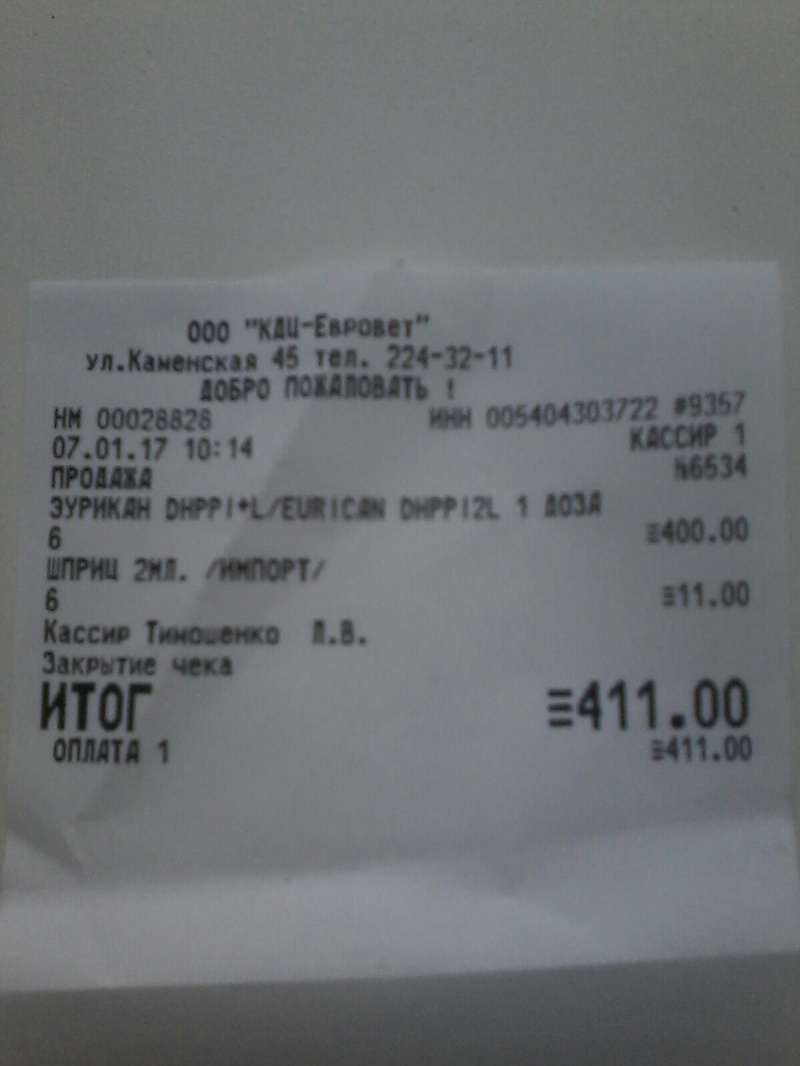 ООО "КДЦ-Евровет"
ул.Каменская 45 тел. 224-32-11
ДОБРО ПОЖАЛОВАТЬ !
НМ 00028828 ИНН 005404303722 #9357
07.01.17 10:14 КАССИР 1
ПРОДАЖА №6534
ЭУРИКАН DHPPI+L/EURICAN DHPPI2L 1 ДОЗА
6 ≡400.00
ШПРИЦ 2МЛ. /ИМПОРТ/
6 ≡11.00
Кассир Тимошенко Л.В.
Закрытие чека
ИТОГ ≡411.00
ОПЛАТА 1 ≡411.00